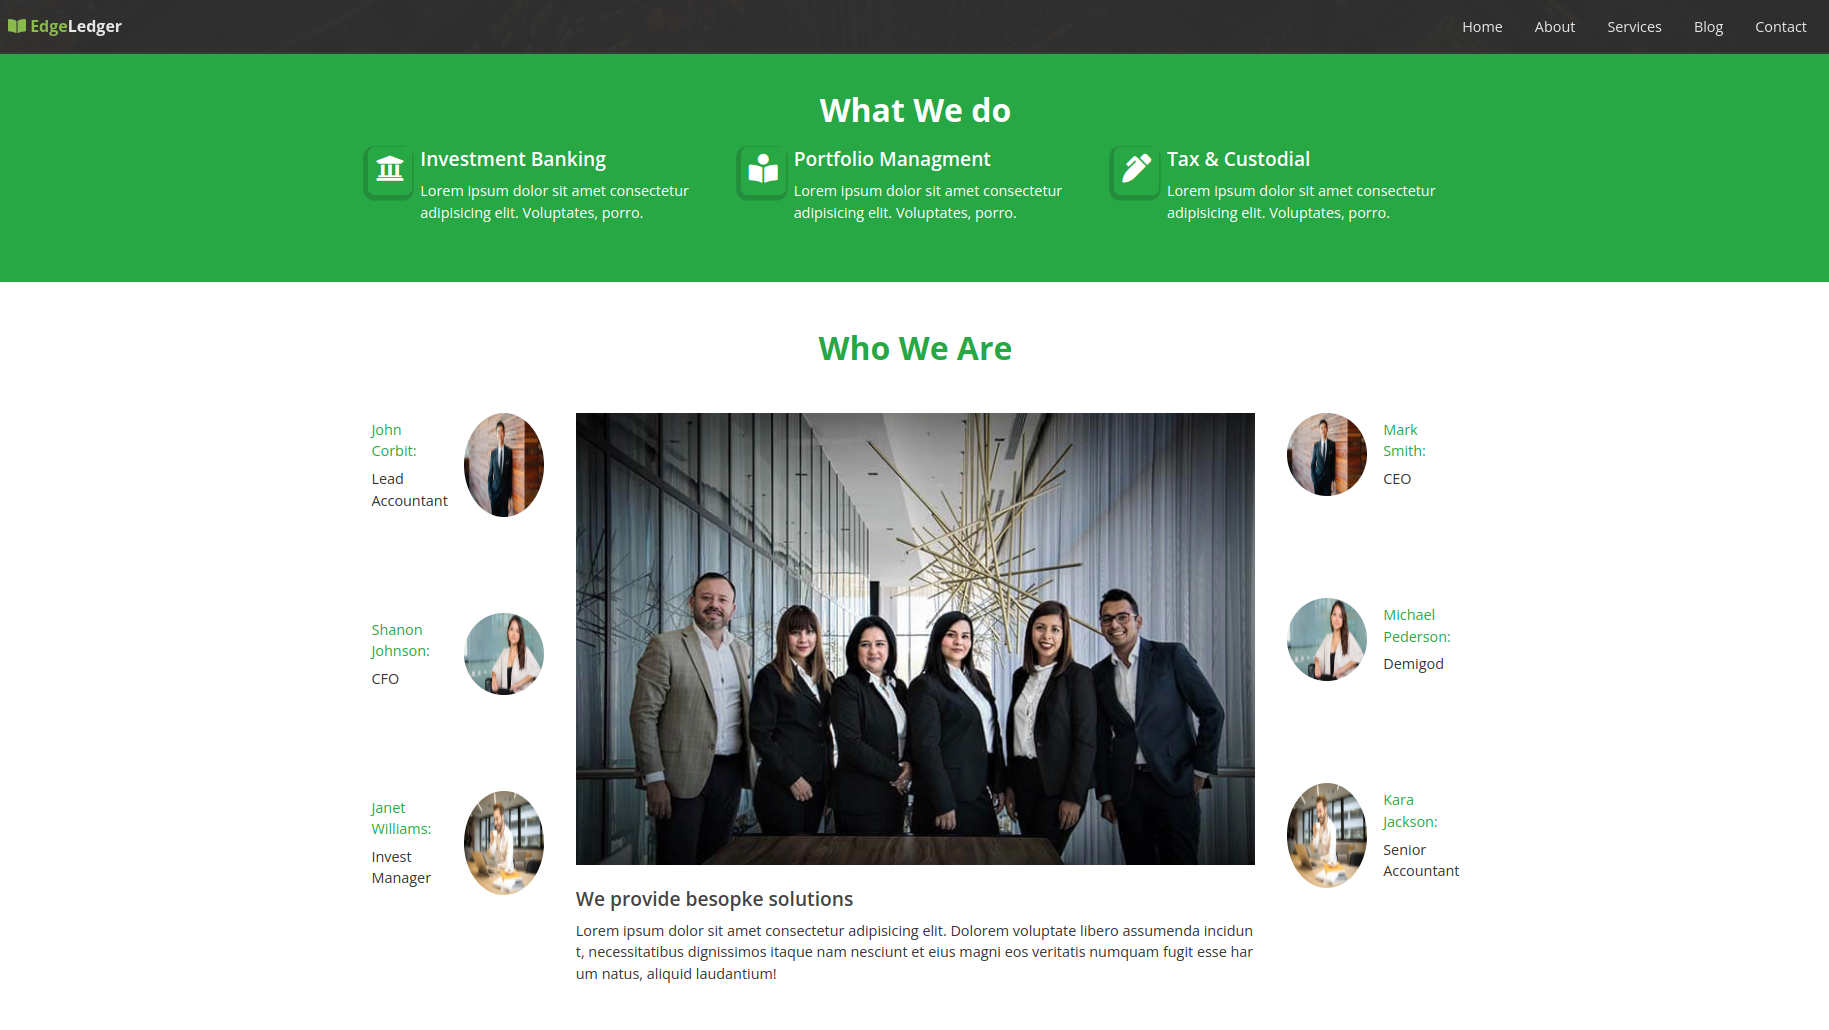 EdgeLedger
Home About Services Blog Contact
What We do
Investment Banking
Lorem ipsum dolor sit amet consectetur
adipisicing elit. Voluptates, porro.
Portfolio Managment
Lorem ipsum dolor sit amet consectetur
adipisicing elit. Voluptates, porro.
Tax & Custodial
Lorem ipsum dolor sit amet consectetur
adipisicing elit. Voluptates, porro.
Who We Are
John
Corbit:
Lead
Accountant
Shanon
Johnson:
CFO
Janet
Williams:
Invest
Manager
We provide besopke solutions
Lorem ipsum dolor sit amet consectetur adipisicing elit. Dolorem voluptate libero assumenda incidun
t, necessitatibus dignissimos itaque nam nesciunt et eius magni eos veritatis numquam fugit esse har
um natus, aliquid laudantium!
Mark
Smith:
CEO
Michael
Pederson:
Demigod
Kara
Jackson:
Senior
Accountant